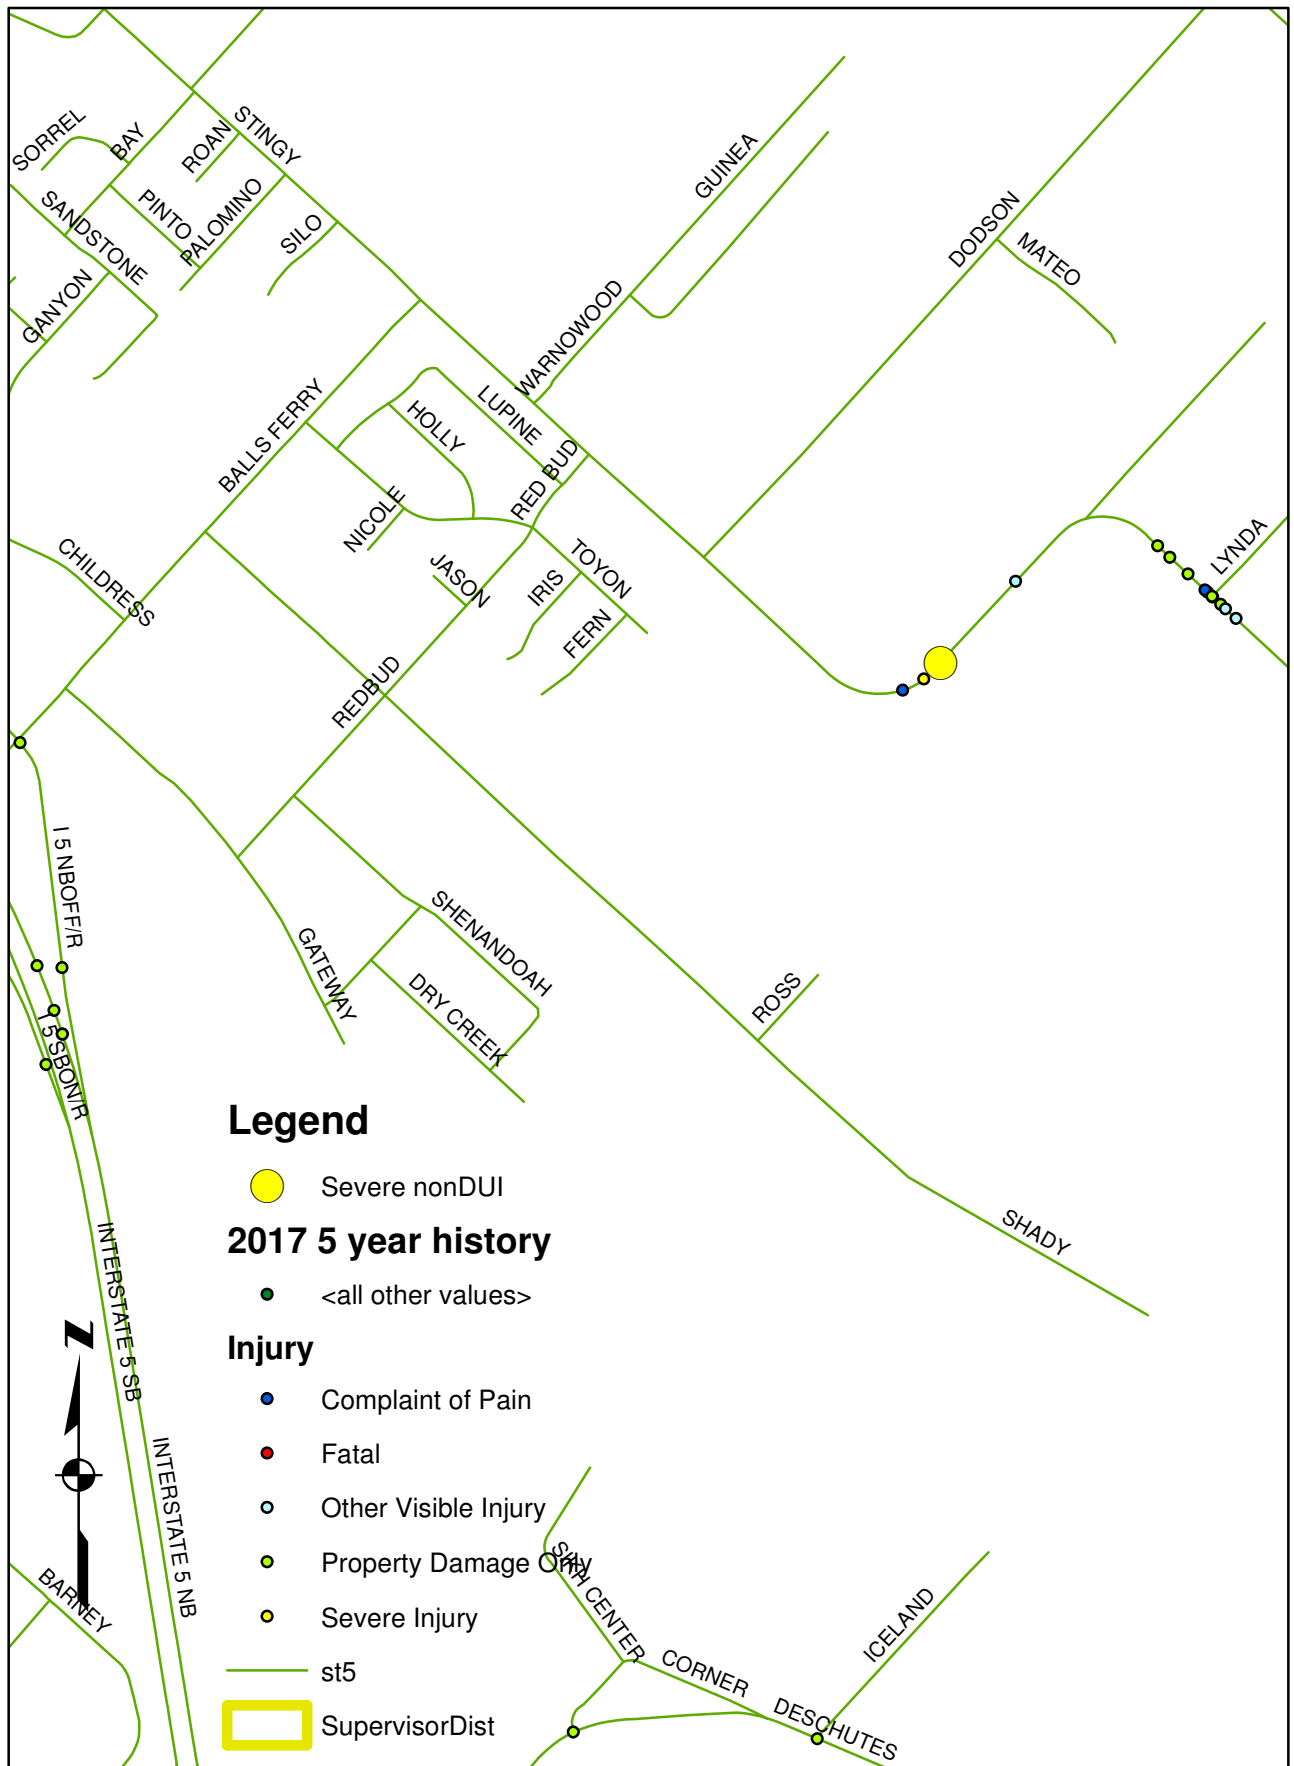 SORREL
BAY
ROAN
STINGY
PINTO
PALOMINO
SANDSTONE
SILO
GANYON
GUINEA
WARNOWOOD
DODSON
MATEO
BALLS FERRY
HOLLY
LUPINE
RED BUD
NICOLE
TOYON
JASON
IRIS
FERN
LYNDA
CHILDRESS
REDBUD
I 5 NBOFF/R
I 5 SBON/R
GATEWAY
SHENANDOAH
DRY CREEK
ROSS
SHADY
INTERSTATE 5 SB
INTERSTATE 5 NB
BARNEY
Z
Legend
Severe nonDUI
2017 5 year history
<all other values>
Injury
Complaint of Pain
Fatal
Other Visible Injury
Property Damage Only
Severe Injury
st5
SupervisorDist
SIKH CENTER
CORNER
ICELAND
DESCHUTES